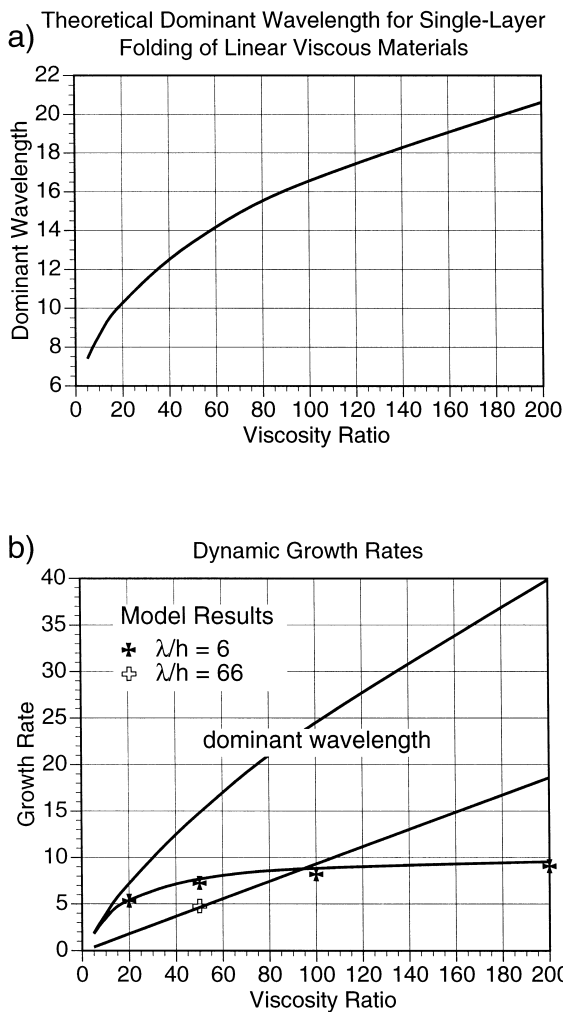 Theoretical Dominant Wavelength for Single-Layer
a)
Folding of Linear Viscous Materials
22
20
18
16
14
12
10
8
6
Dominant Wavelength
0 20 40 60 80 100 120 140 160 180 200
Viscosity Ratio
b)
Dynamic Growth Rates
40
35
30
25
20
15
10
5
0
Growth Rate
Model Results
λ/h = 6
λ/h = 66
dominant wavelength
0 20 40 60 80 100 120 140 160 180 200
Viscosity Ratio